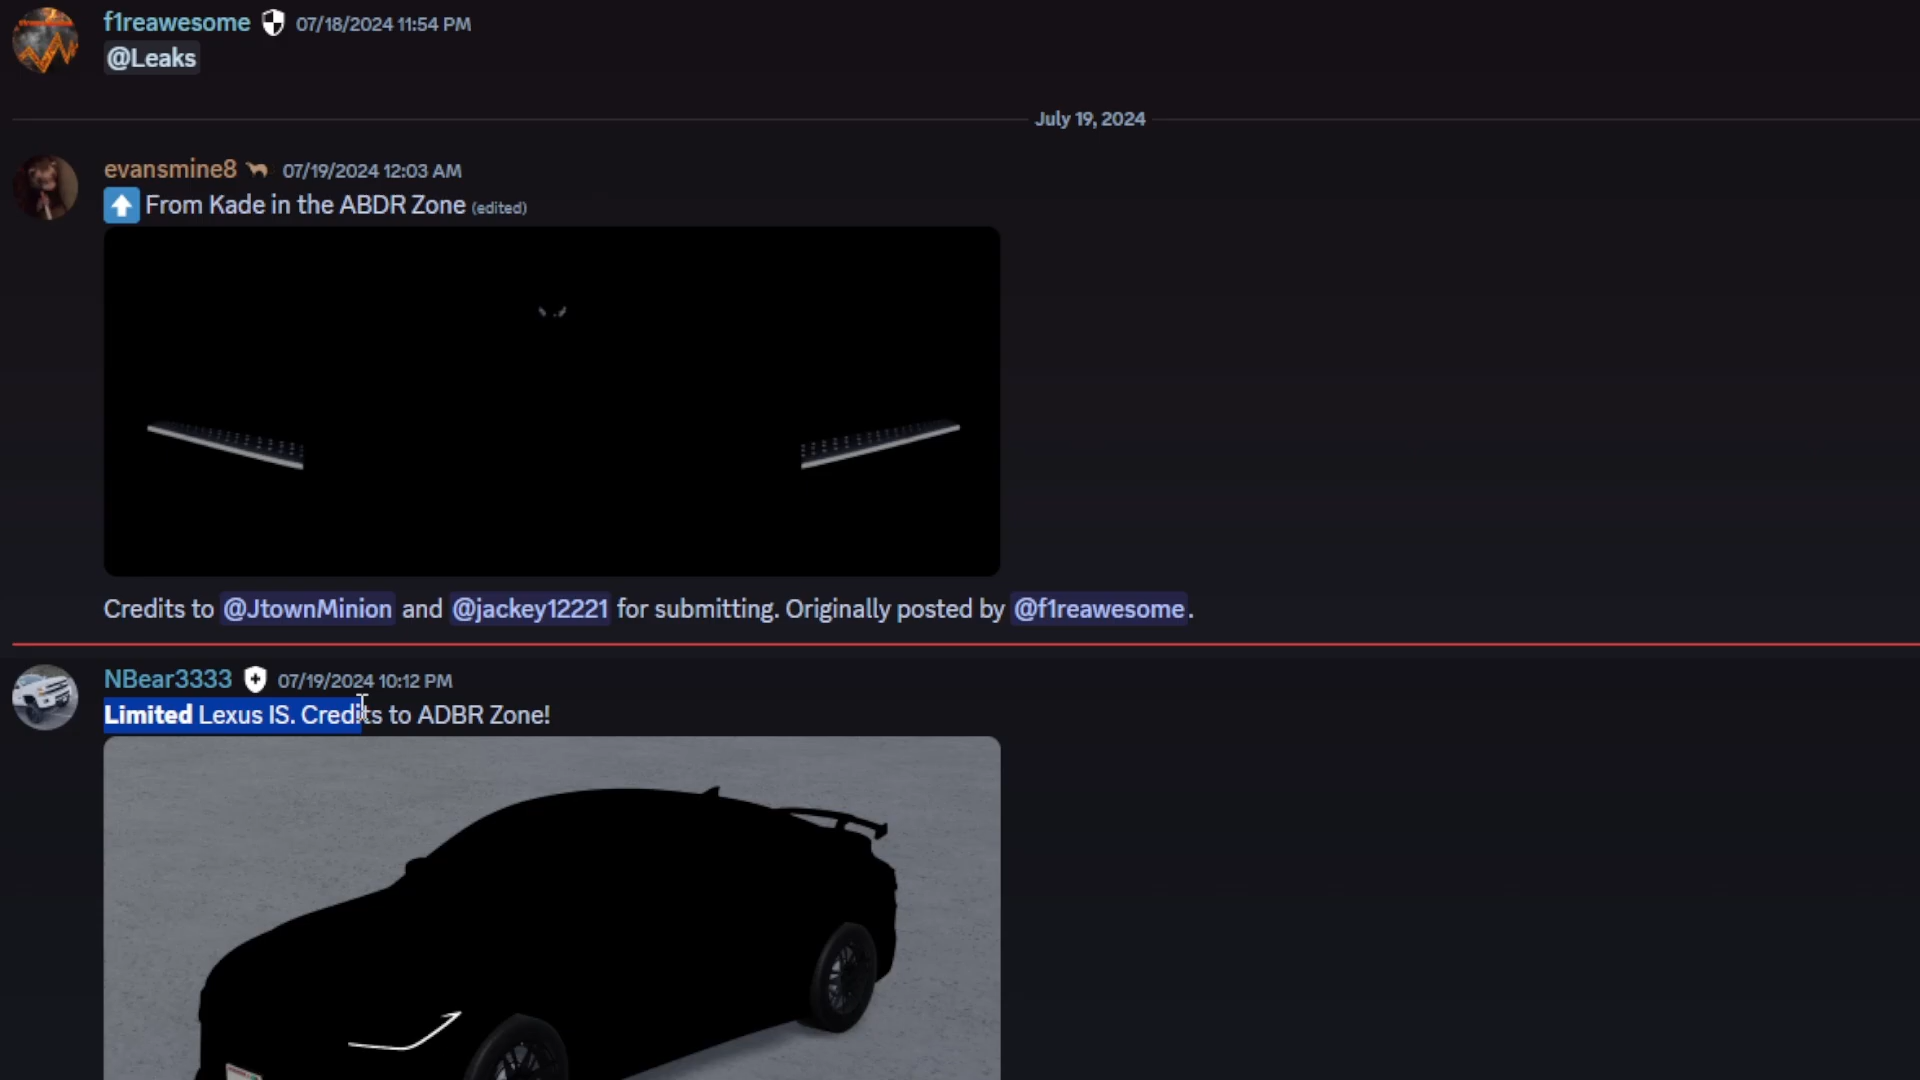 f1reawesome 07/18/2024 11:54 PM
@Leaks
July 19, 2024
evansmine8 07/19/2024 12:03 AM
From Kade in the ABDR Zone (edited)
Credits to @JtownMinion and @jackey12221 for submitting. Originally posted by @f1reawesome.
NBear3333 07/19/2024 10:12 PM
Limited Lexus IS. Credits to ADBR Zone!